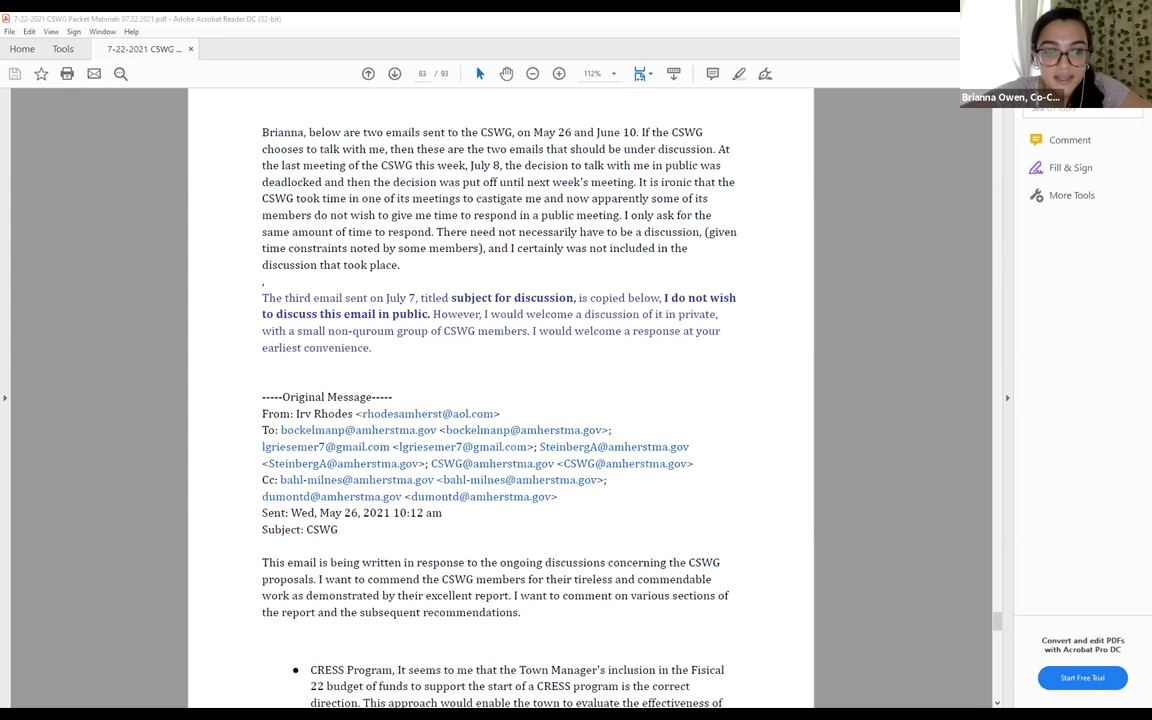 7-22-2021 CSWG Packet Materials 07.22.2021.pdf - Adobe Acrobat Reader DC (32-bit)
File Edit View Sign Window Help
Home Tools 7-22-2021 CSWG ... ×
83 / 93 112%
Brianna Owen, Co-C...
Comment
Fill & Sign
More Tools
Brianna, below are two emails sent to the CSWG, on May 26 and June 10. If the CSWG
chooses to talk with me, then these are the two emails that should be under discussion. At
the last meeting of the CSWG this week, July 8, the decision to talk with me in public was
deadlocked and then the decision was put off until next week's meeting. It is ironic that the
CSWG took time in one of its meetings to castigate me and now apparently some of its
members do not wish to give me time to respond in a public meeting. I only ask for the
same amount of time to respond. There need not necessarily have to be a discussion, (given
time constraints noted by some members), and I certainly was not included in the
discussion that took place.
,
The third email sent on July 7, titled subject for discussion, is copied below, I do not wish
to discuss this email in public. However, I would welcome a discussion of it in private,
with a small non-quroum group of CSWG members. I would welcome a response at your
earliest convenience.
-----Original Message-----
From: Irv Rhodes <rhodesamherst@aol.com>
To: bockelmanp@amherstma.gov <bockelmanp@amherstma.gov>;
lgriesemer7@gmail.com <lgriesemer7@gmail.com>; SteinbergA@amherstma.gov
<SteinbergA@amherstma.gov>; CSWG@amherstma.gov <CSWG@amherstma.gov>
Cc: bahl-milnes@amherstma.gov <bahl-milnes@amherstma.gov>;
dumontd@amherstma.gov <dumontd@amherstma.gov>
Sent: Wed, May 26, 2021 10:12 am
Subject: CSWG
This email is being written in response to the ongoing discussions concerning the CSWG
proposals. I want to commend the CSWG members for their tireless and commendable
work as demonstrated by their excellent report. I want to comment on various sections of
the report and the subsequent recommendations.
● CRESS Program, It seems to me that the Town Manager's inclusion in the Fisical
22 budget of funds to support the start of a CRESS program is the correct
direction. This approach would enable the town to evaluate the effectiveness of
Convert and edit PDFs
with Acrobat Pro DC
Start Free Trial